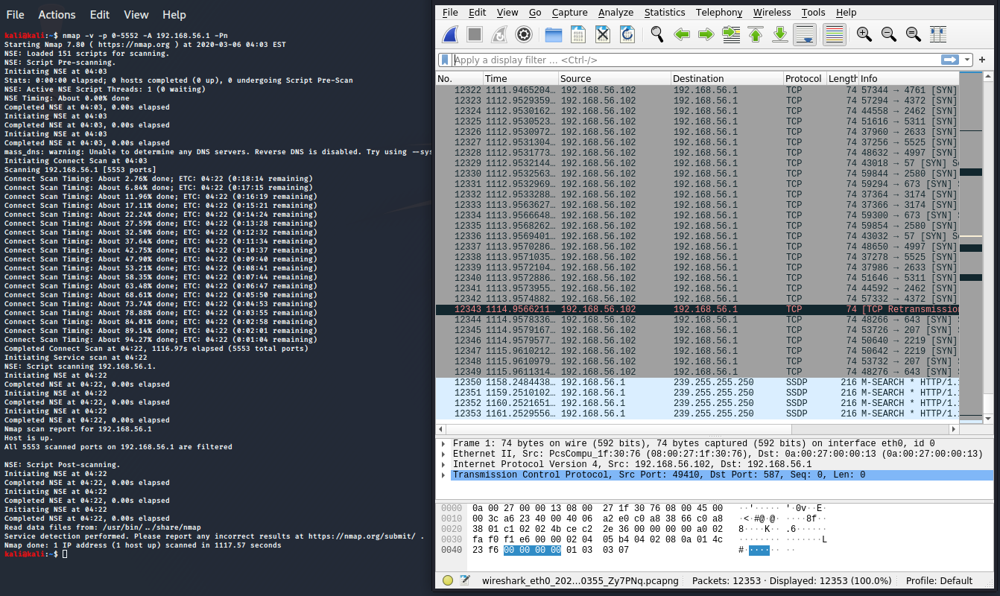 File Actions Edit View Help
kali@kali:~$ nmap -v -p 0-5552 -A 192.168.56.1 -Pn
Starting Nmap 7.80 ( https://nmap.org ) at 2020-03-06 04:03 EST
NSE: Loaded 151 scripts for scanning.
NSE: Script Pre-scanning.
Initiating NSE at 04:03
Stats: 0:00:00 elapsed; 0 hosts completed (0 up), 0 undergoing Script Pre-Scan
NSE: Active NSE Script Threads: 1 (0 waiting)
NSE Timing: About 0.00% done
Completed NSE at 04:03, 0.00s elapsed
Initiating NSE at 04:03
Completed NSE at 04:03, 0.00s elapsed
Initiating NSE at 04:03
Completed NSE at 04:03, 0.00s elapsed
mass_dns: warning: Unable to determine any DNS servers. Reverse DNS is disabled. Try using --sys
Initiating Connect Scan at 04:03
Scanning 192.168.56.1 [5553 ports]
Connect Scan Timing: About 2.76% done; ETC: 04:22 (0:18:14 remaining)
Connect Scan Timing: About 6.84% done; ETC: 04:22 (0:17:15 remaining)
Connect Scan Timing: About 11.96% done; ETC: 04:22 (0:16:19 remaining)
Connect Scan Timing: About 17.11% done; ETC: 04:22 (0:15:21 remaining)
Connect Scan Timing: About 22.24% done; ETC: 04:22 (0:14:24 remaining)
Connect Scan Timing: About 27.59% done; ETC: 04:22 (0:13:28 remaining)
Connect Scan Timing: About 32.50% done; ETC: 04:22 (0:12:32 remaining)
Connect Scan Timing: About 37.64% done; ETC: 04:22 (0:11:34 remaining)
Connect Scan Timing: About 42.75% done; ETC: 04:22 (0:10:37 remaining)
Connect Scan Timing: About 47.90% done; ETC: 04:22 (0:09:40 remaining)
Connect Scan Timing: About 53.21% done; ETC: 04:22 (0:08:41 remaining)
Connect Scan Timing: About 58.35% done; ETC: 04:22 (0:07:44 remaining)
Connect Scan Timing: About 63.48% done; ETC: 04:22 (0:06:47 remaining)
Connect Scan Timing: About 68.61% done; ETC: 04:22 (0:05:50 remaining)
Connect Scan Timing: About 73.74% done; ETC: 04:22 (0:04:53 remaining)
Connect Scan Timing: About 78.88% done; ETC: 04:22 (0:03:55 remaining)
Connect Scan Timing: About 84.01% done; ETC: 04:22 (0:02:58 remaining)
Connect Scan Timing: About 89.14% done; ETC: 04:22 (0:02:01 remaining)
Connect Scan Timing: About 94.27% done; ETC: 04:22 (0:01:04 remaining)
Completed Connect Scan at 04:22, 1116.97s elapsed (5553 total ports)
Initiating Service scan at 04:22
NSE: Script scanning 192.168.56.1.
Initiating NSE at 04:22
Completed NSE at 04:22, 0.00s elapsed
Initiating NSE at 04:22
Completed NSE at 04:22, 0.00s elapsed
Initiating NSE at 04:22
Completed NSE at 04:22, 0.00s elapsed
Nmap scan report for 192.168.56.1
Host is up.
All 5553 scanned ports on 192.168.56.1 are filtered
NSE: Script Post-scanning.
Initiating NSE at 04:22
Completed NSE at 04:22, 0.00s elapsed
Initiating NSE at 04:22
Completed NSE at 04:22, 0.00s elapsed
Initiating NSE at 04:22
Completed NSE at 04:22, 0.00s elapsed
Read data files from: /usr/bin/../share/nmap
Service detection performed. Please report any incorrect results at https://nmap.org/submit/ .
Nmap done: 1 IP address (1 host up) scanned in 1117.57 seconds
kali@kali:~$
File Edit View Go Capture Analyze Statistics Telephony Wireless Tools Help
Apply a display filter ... <Ctrl-/>
No. Time Source Destination Protocol Length Info
12322 1111.9465204… 192.168.56.102 192.168.56.1 TCP 74 57344 → 4761 [SYN]
12323 1112.9529359… 192.168.56.102 192.168.56.1 TCP 74 57294 → 4372 [SYN]
12324 1112.9530162… 192.168.56.102 192.168.56.1 TCP 74 44558 → 2462 [SYN]
12325 1112.9530523… 192.168.56.102 192.168.56.1 TCP 74 51616 → 5311 [SYN]
12326 1112.9530972… 192.168.56.102 192.168.56.1 TCP 74 37960 → 2633 [SYN]
12327 1112.9531304… 192.168.56.102 192.168.56.1 TCP 74 37256 → 5525 [SYN]
12328 1112.9531773… 192.168.56.102 192.168.56.1 TCP 74 48632 → 4997 [SYN]
12329 1112.9532144… 192.168.56.102 192.168.56.1 TCP 74 43018 → 57 [SYN] S
12330 1112.9532563… 192.168.56.102 192.168.56.1 TCP 74 59844 → 2580 [SYN]
12331 1112.9532969… 192.168.56.102 192.168.56.1 TCP 74 59294 → 673 [SYN]
12332 1112.9533288… 192.168.56.102 192.168.56.1 TCP 74 37364 → 3174 [SYN]
12333 1113.9563627… 192.168.56.102 192.168.56.1 TCP 74 37366 → 3174 [SYN]
12334 1113.9566648… 192.168.56.102 192.168.56.1 TCP 74 59300 → 673 [SYN]
12335 1113.9568262… 192.168.56.102 192.168.56.1 TCP 74 59854 → 2580 [SYN]
12336 1113.9569401… 192.168.56.102 192.168.56.1 TCP 74 43032 → 57 [SYN] S
12337 1113.9570286… 192.168.56.102 192.168.56.1 TCP 74 48650 → 4997 [SYN]
12338 1113.9571035… 192.168.56.102 192.168.56.1 TCP 74 37278 → 5525 [SYN]
12339 1113.9572104… 192.168.56.102 192.168.56.1 TCP 74 37986 → 2633 [SYN]
12340 1113.9572886… 192.168.56.102 192.168.56.1 TCP 74 51646 → 5311 [SYN]
12341 1113.9573955… 192.168.56.102 192.168.56.1 TCP 74 44592 → 2462 [SYN]
12342 1113.9574882… 192.168.56.102 192.168.56.1 TCP 74 57332 → 4372 [SYN]
12343 1114.9566211… 192.168.56.102 192.168.56.1 TCP 74 [TCP Retransmission
12344 1114.9578336… 192.168.56.102 192.168.56.1 TCP 74 48266 → 643 [SYN]
12345 1114.9579167… 192.168.56.102 192.168.56.1 TCP 74 53726 → 207 [SYN]
12346 1114.9579577… 192.168.56.102 192.168.56.1 TCP 74 50640 → 2219 [SYN]
12347 1115.9610212… 192.168.56.102 192.168.56.1 TCP 74 50642 → 2219 [SYN]
12348 1115.9610979… 192.168.56.102 192.168.56.1 TCP 74 53732 → 207 [SYN]
12349 1115.9611314… 192.168.56.102 192.168.56.1 TCP 74 48276 → 643 [SYN]
12350 1158.2484438… 192.168.56.1 239.255.255.250 SSDP 216 M-SEARCH * HTTP/1.
12351 1159.2510102… 192.168.56.1 239.255.255.250 SSDP 216 M-SEARCH * HTTP/1.
12352 1160.2521651… 192.168.56.1 239.255.255.250 SSDP 216 M-SEARCH * HTTP/1.
12353 1161.2529556… 192.168.56.1 239.255.255.250 SSDP 216 M-SEARCH * HTTP/1.
Frame 1: 74 bytes on wire (592 bits), 74 bytes captured (592 bits) on interface eth0, id 0
Ethernet II, Src: PcsCompu_1f:30:76 (08:00:27:1f:30:76), Dst: 0a:00:27:00:00:13 (0a:00:27:00:00:13)
Internet Protocol Version 4, Src: 192.168.56.102, Dst: 192.168.56.1
Transmission Control Protocol, Src Port: 49410, Dst Port: 587, Seq: 0, Len: 0
0000 0a 00 27 00 00 13 08 00 27 1f 30 76 08 00 45 00 ··'····· '·0v··E·
0010 00 3c a6 23 40 00 40 06 a2 e0 c0 a8 38 66 c0 a8 ·<·#@·@· ····8f··
0020 38 01 c1 02 02 4b ce c2 2e 36 00 00 00 00 a0 02 8····K·· .6······
0030 fa f0 f1 e6 00 00 02 04 05 b4 04 02 08 0a 01 4c ········ ·······L
0040 23 f6 00 00 00 00 01 03 03 07 #······· ··
wireshark_eth0_202…0355_Zy7PNq.pcapng Packets: 12353 · Displayed: 12353 (100.0%) Profile: Default